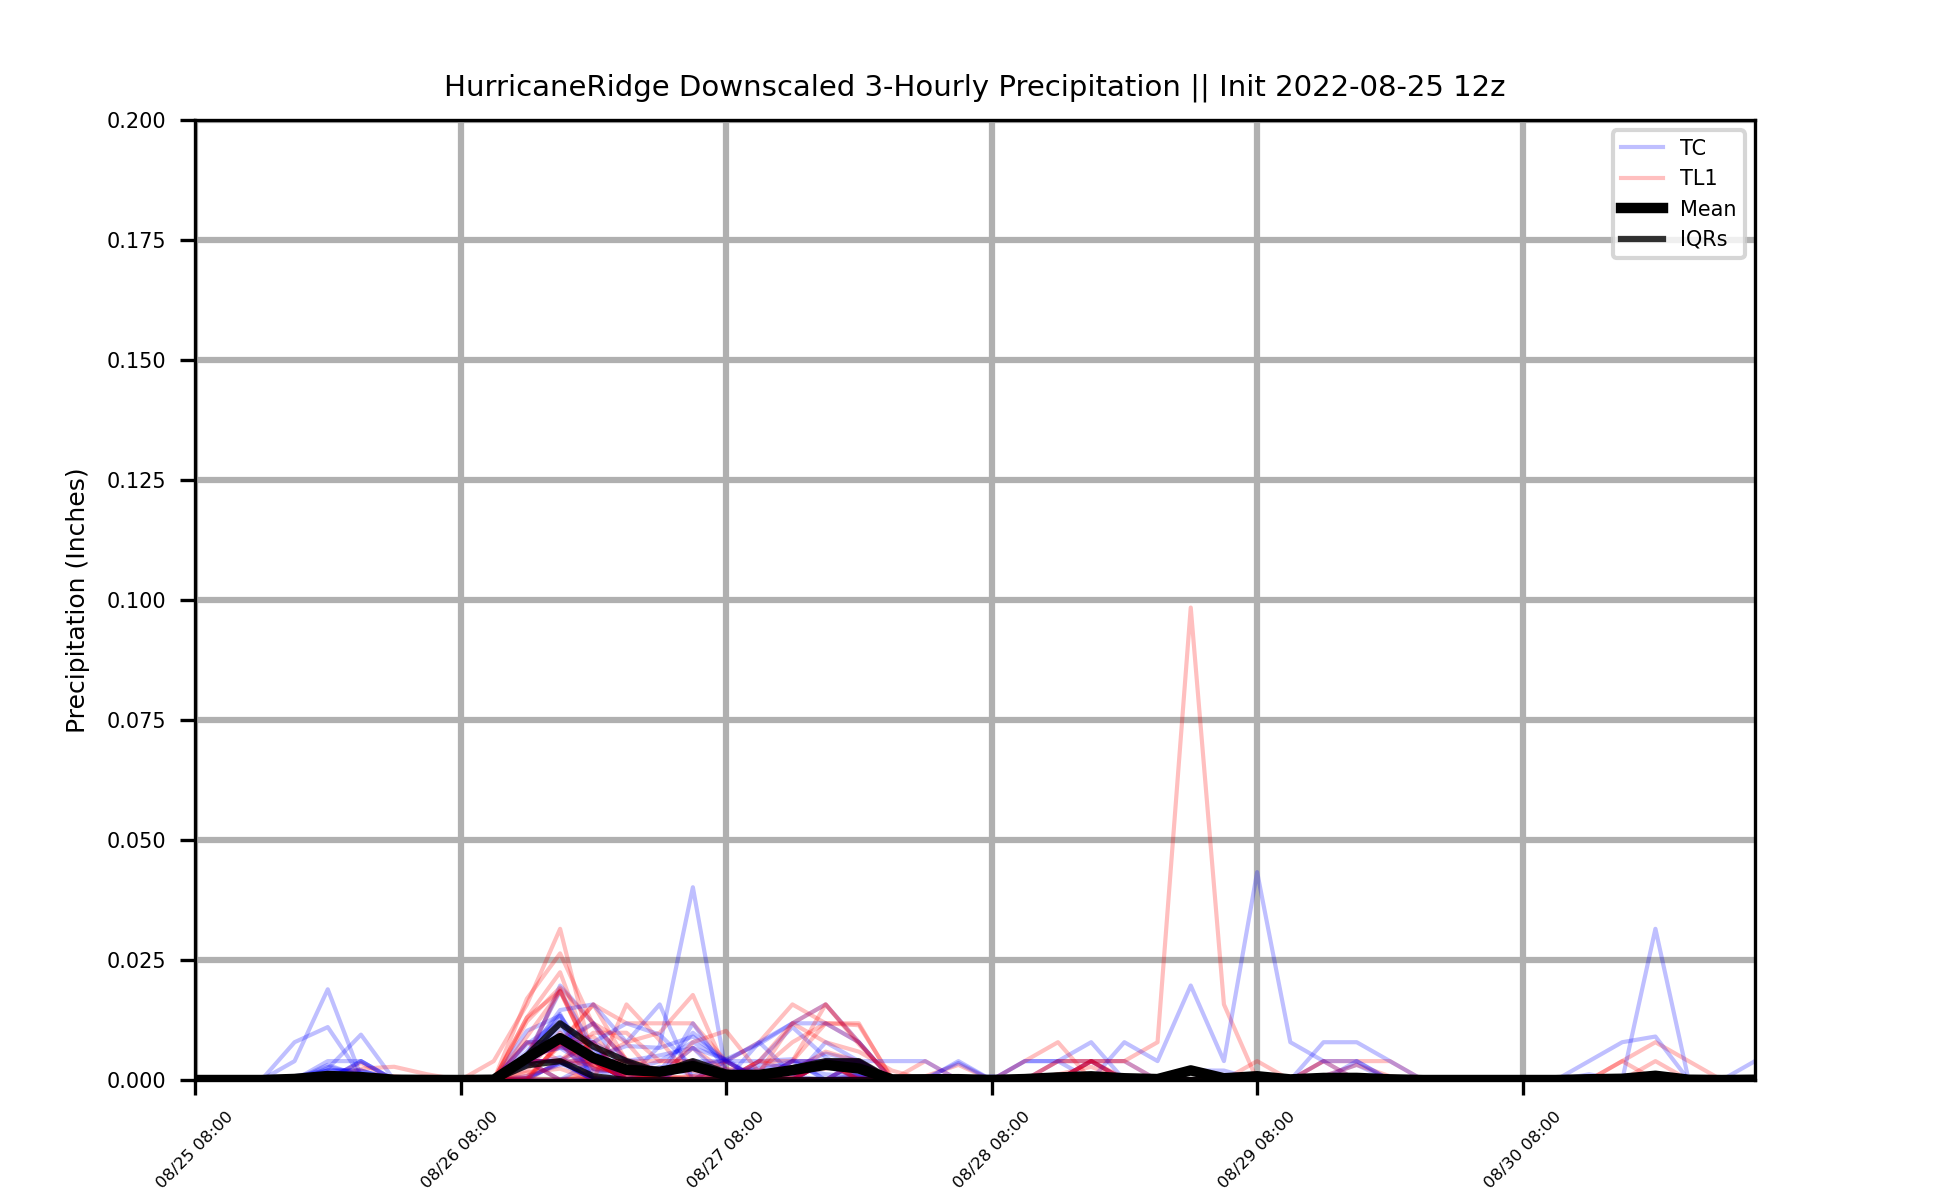 HurricaneRidge Downscaled 3-Hourly Precipitation || Init 2022-08-25 12z
TC
TL1
Mean
IQRs
Precipitation (Inches)
0.200
0.175
0.150
0.125
0.100
0.075
0.050
0.025
0.000
08/25 08:00
08/26 08:00
08/27 08:00
08/28 08:00
08/29 08:00
08/30 08:00